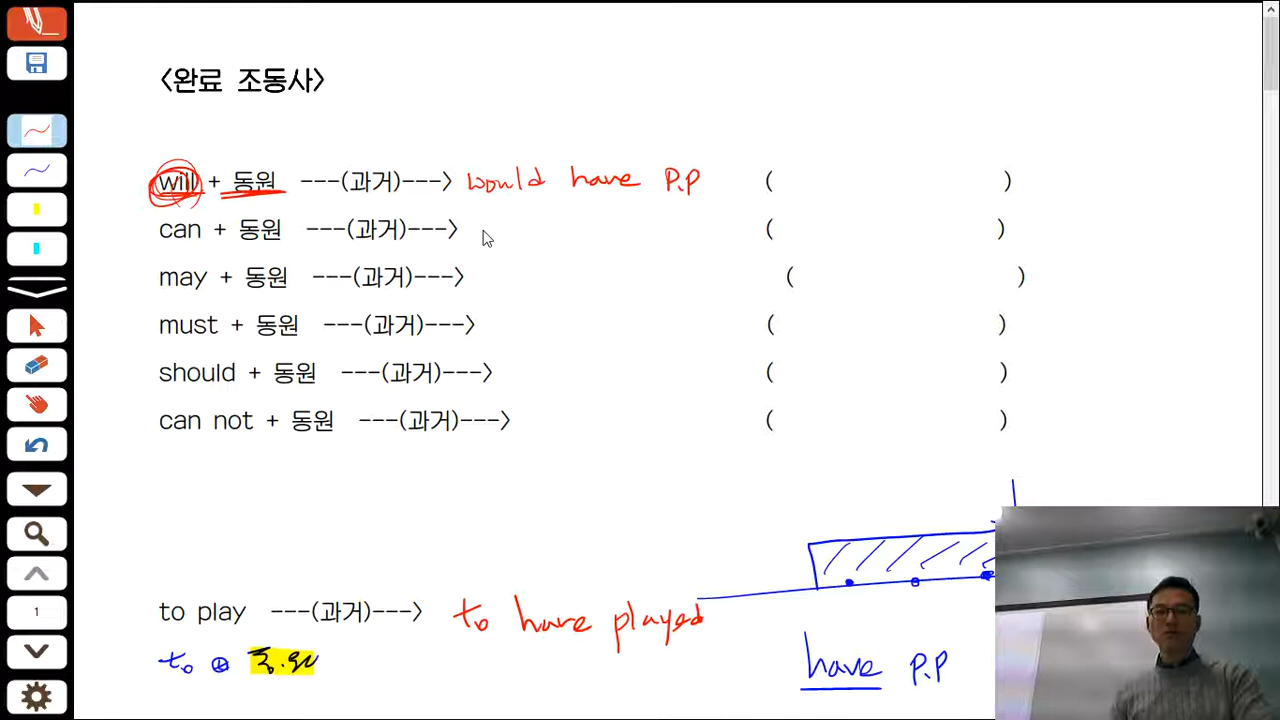 <완료 조동사>
will + 동원 ---(과거)---> would have P.P ( )
can + 동원 ---(과거)---> ( )
may + 동원 ---(과거)---> ( )
must + 동원 ---(과거)---> ( )
should + 동원 ---(과거)---> ( )
can not + 동원 ---(과거)---> ( )
to play ---(과거)---> to have played
to
have P.P
1